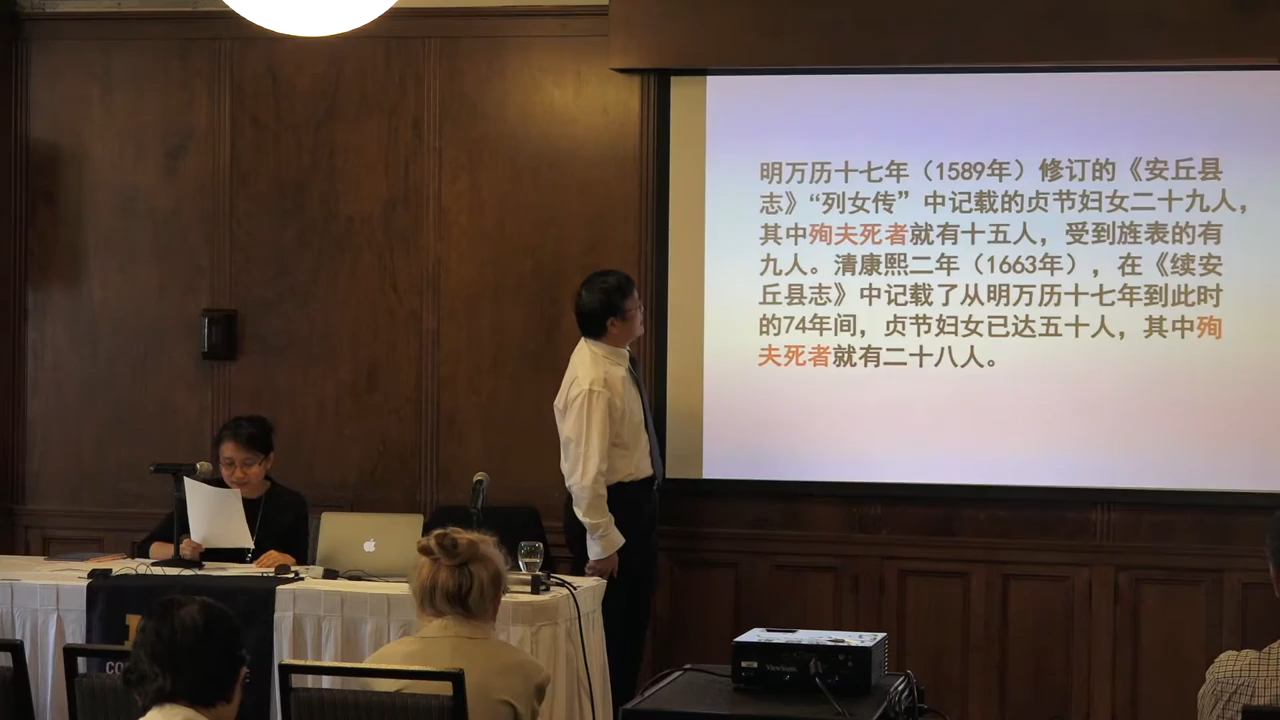 明万历十七年（1589年）修订的《安丘县
志》“列女传”中记载的贞节妇女二十九人，
其中殉夫死者就有十五人，受到旌表的有
九人。清康熙二年（1663年），在《续安
丘县志》中记载了从明万历十七年到此时
的74年间，贞节妇女已达五十人，其中殉
夫死者就有二十八人。
ViewSonic